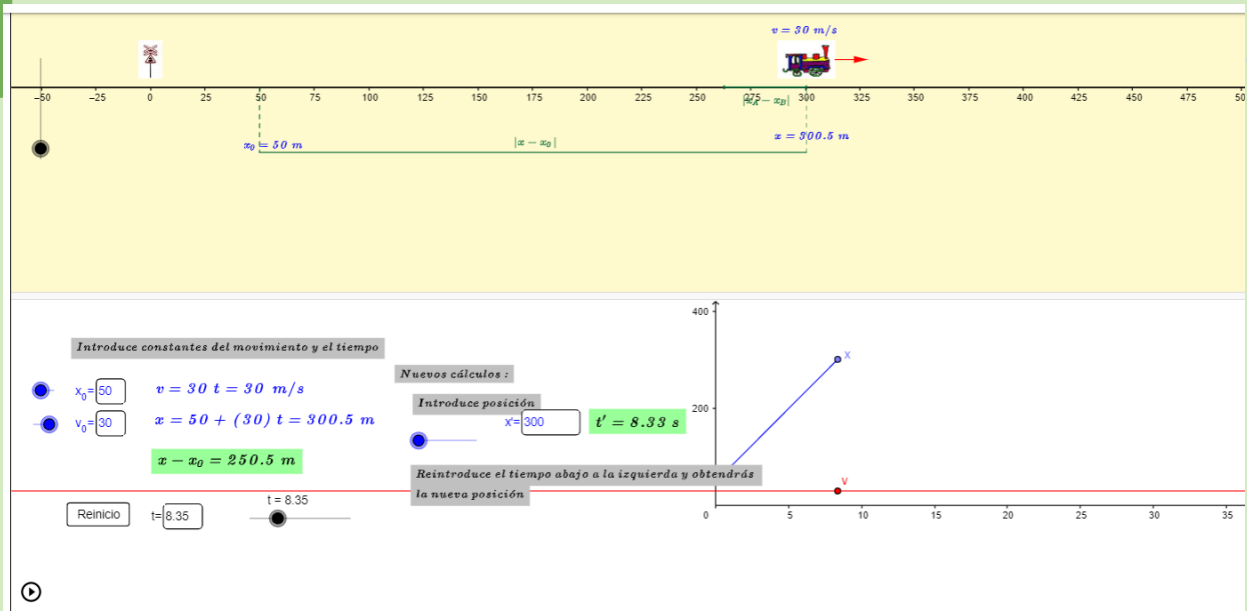 v = 30 m/s
−50 −25 0 25 50 75 100 125 150 175 200 225 250 275 300 325 350 375 400 425 450 475 50
|x_A − x_B|
x = 300.5 m
x₀ = 50 m
|x − x₀|
400
Introduce constantes del movimiento y el tiempo
x
Nuevos cálculos :
x₀= 50
v = 30 t = 30 m/s
Introduce posición
200
v₀= 30
x = 50 + (30) t = 300.5 m
x'= 300
t' = 8.33 s
x − x₀ = 250.5 m
Reintroduce el tiempo abajo a la izquierda y obtendrás
la nueva posición
v
t = 8.35
Reinicio
t= 8.35
0 5 10 15 20 25 30 35